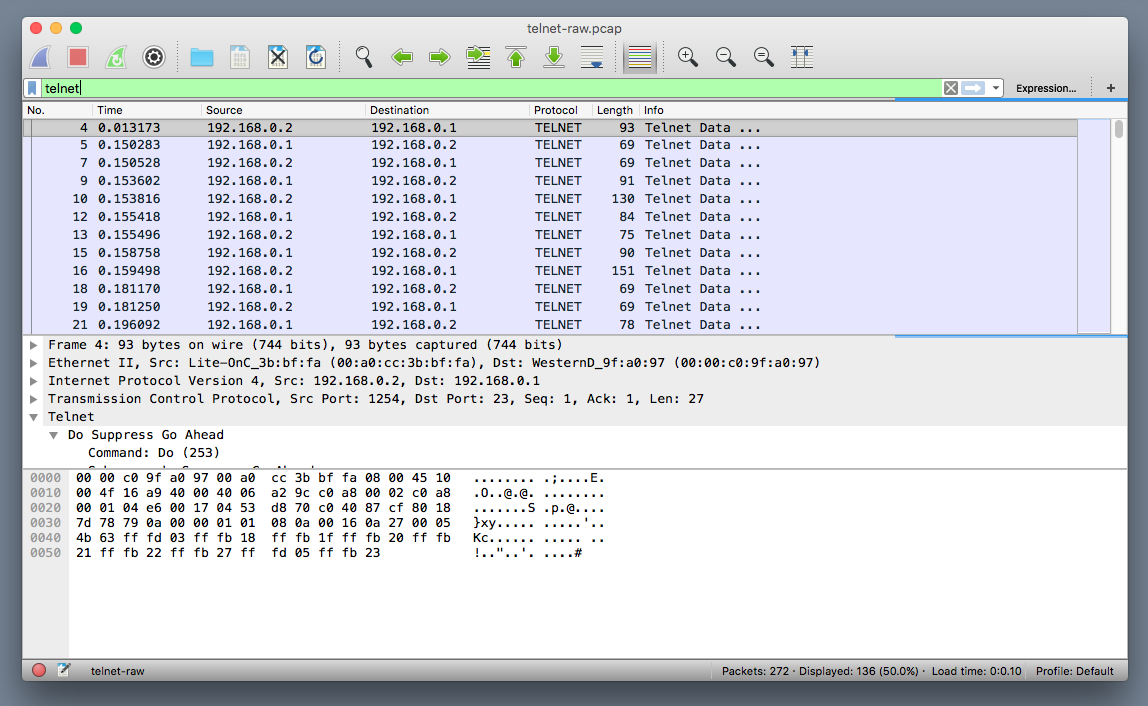 telnet-raw.pcap
telnet
Expression...
+
No. Time Source Destination Protocol Length Info
4 0.013173 192.168.0.2 192.168.0.1 TELNET 93 Telnet Data ...
5 0.150283 192.168.0.1 192.168.0.2 TELNET 69 Telnet Data ...
7 0.150528 192.168.0.2 192.168.0.1 TELNET 69 Telnet Data ...
9 0.153602 192.168.0.1 192.168.0.2 TELNET 91 Telnet Data ...
10 0.153816 192.168.0.2 192.168.0.1 TELNET 130 Telnet Data ...
12 0.155418 192.168.0.1 192.168.0.2 TELNET 84 Telnet Data ...
13 0.155496 192.168.0.2 192.168.0.1 TELNET 75 Telnet Data ...
15 0.158758 192.168.0.1 192.168.0.2 TELNET 90 Telnet Data ...
16 0.159498 192.168.0.2 192.168.0.1 TELNET 151 Telnet Data ...
18 0.181170 192.168.0.1 192.168.0.2 TELNET 69 Telnet Data ...
19 0.181250 192.168.0.2 192.168.0.1 TELNET 69 Telnet Data ...
21 0.196092 192.168.0.1 192.168.0.2 TELNET 78 Telnet Data ...
Frame 4: 93 bytes on wire (744 bits), 93 bytes captured (744 bits)
Ethernet II, Src: Lite-OnC_3b:bf:fa (00:a0:cc:3b:bf:fa), Dst: WesternD_9f:a0:97 (00:00:c0:9f:a0:97)
Internet Protocol Version 4, Src: 192.168.0.2, Dst: 192.168.0.1
Transmission Control Protocol, Src Port: 1254, Dst Port: 23, Seq: 1, Ack: 1, Len: 27
Telnet
Do Suppress Go Ahead
Command: Do (253)
0000 00 00 c0 9f a0 97 00 a0 cc 3b bf fa 08 00 45 10 ........ .;....E.
0010 00 4f 16 a9 40 00 40 06 a2 9c c0 a8 00 02 c0 a8 .O..@.@. ........
0020 00 01 04 e6 00 17 04 53 d8 70 c0 40 87 cf 80 18 .......S .p.@....
0030 7d 78 79 0a 00 00 01 01 08 0a 00 16 0a 27 00 05 }xy..... .....'..
0040 4b 63 ff fd 03 ff fb 18 ff fb 1f ff fb 20 ff fb Kc...... ..... ..
0050 21 ff fb 22 ff fb 27 ff fd 05 ff fb 23 !.."..'. ....#
telnet-raw
Packets: 272 · Displayed: 136 (50.0%) · Load time: 0:0.10
Profile: Default